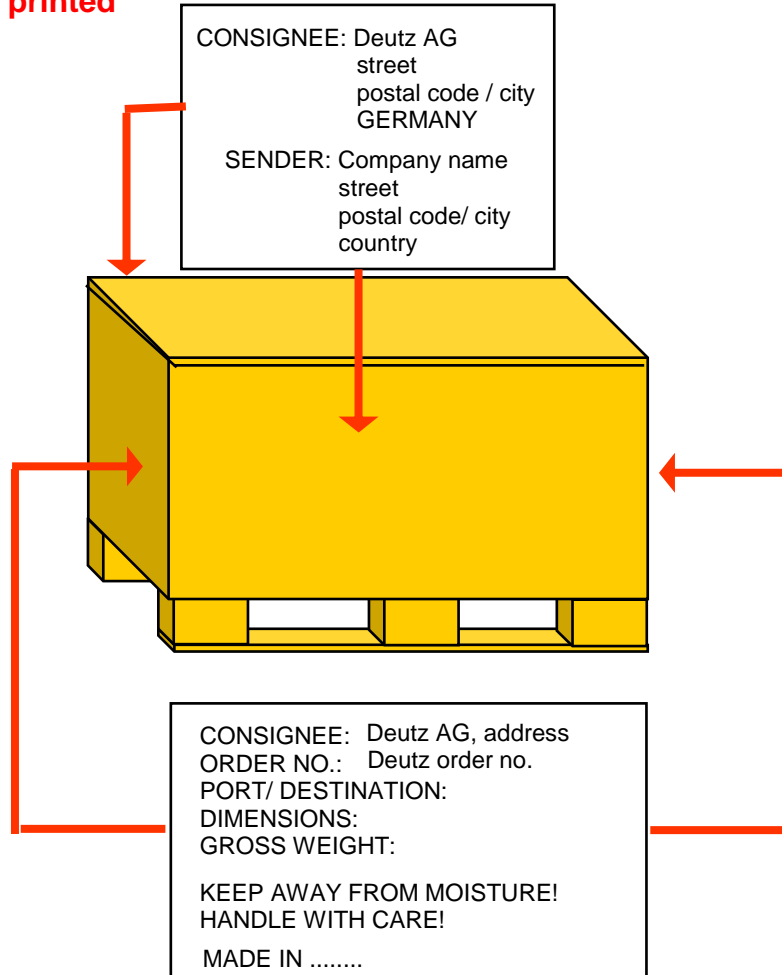 printed
CONSIGNEE: Deutz AG
street
postal code / city
GERMANY
SENDER: Company name
street
postal code/ city
country
CONSIGNEE: Deutz AG, address
ORDER NO.: Deutz order no.
PORT/ DESTINATION:
DIMENSIONS:
GROSS WEIGHT:
KEEP AWAY FROM MOISTURE!
HANDLE WITH CARE!
MADE IN ........